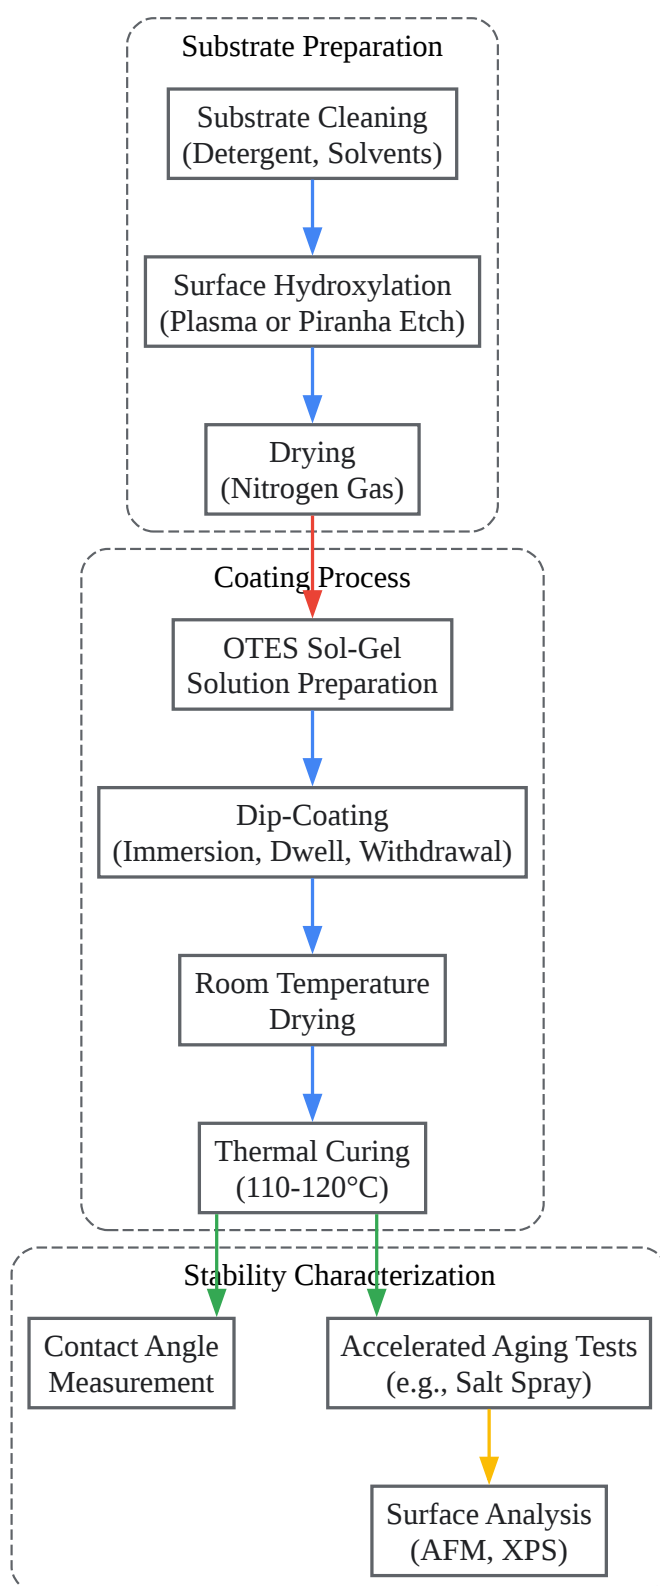 Substrate Preparation
Substrate Cleaning
(Detergent, Solvents)
Surface Hydroxylation
(Plasma or Piranha Etch)
Drying
(Nitrogen Gas)
Coating Process
OTES Sol-Gel
Solution Preparation
Dip-Coating
(Immersion, Dwell, Withdrawal)
Room Temperature
Drying
Thermal Curing
(110-120°C)
Stability Characterization
Contact Angle
Measurement
Accelerated Aging Tests
(e.g., Salt Spray)
Surface Analysis
(AFM, XPS)